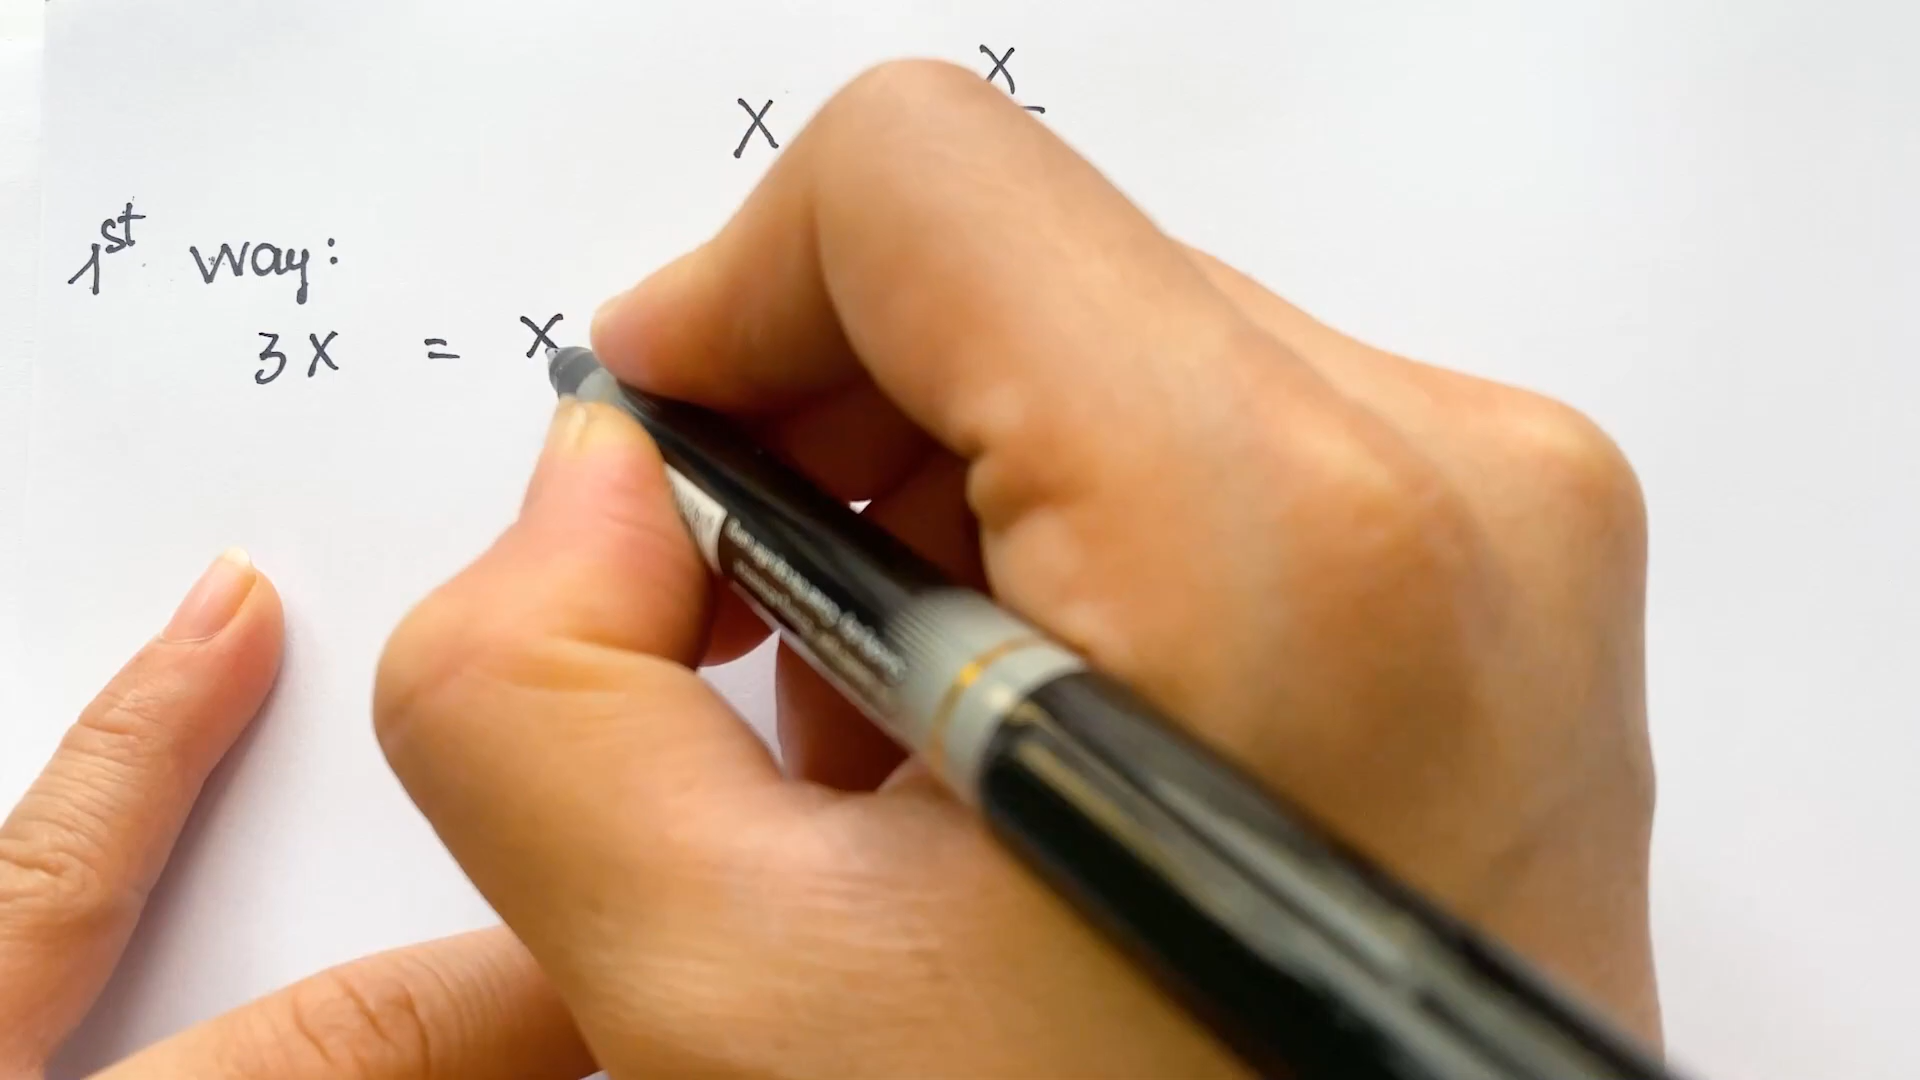 x x
1st way:
3x = x